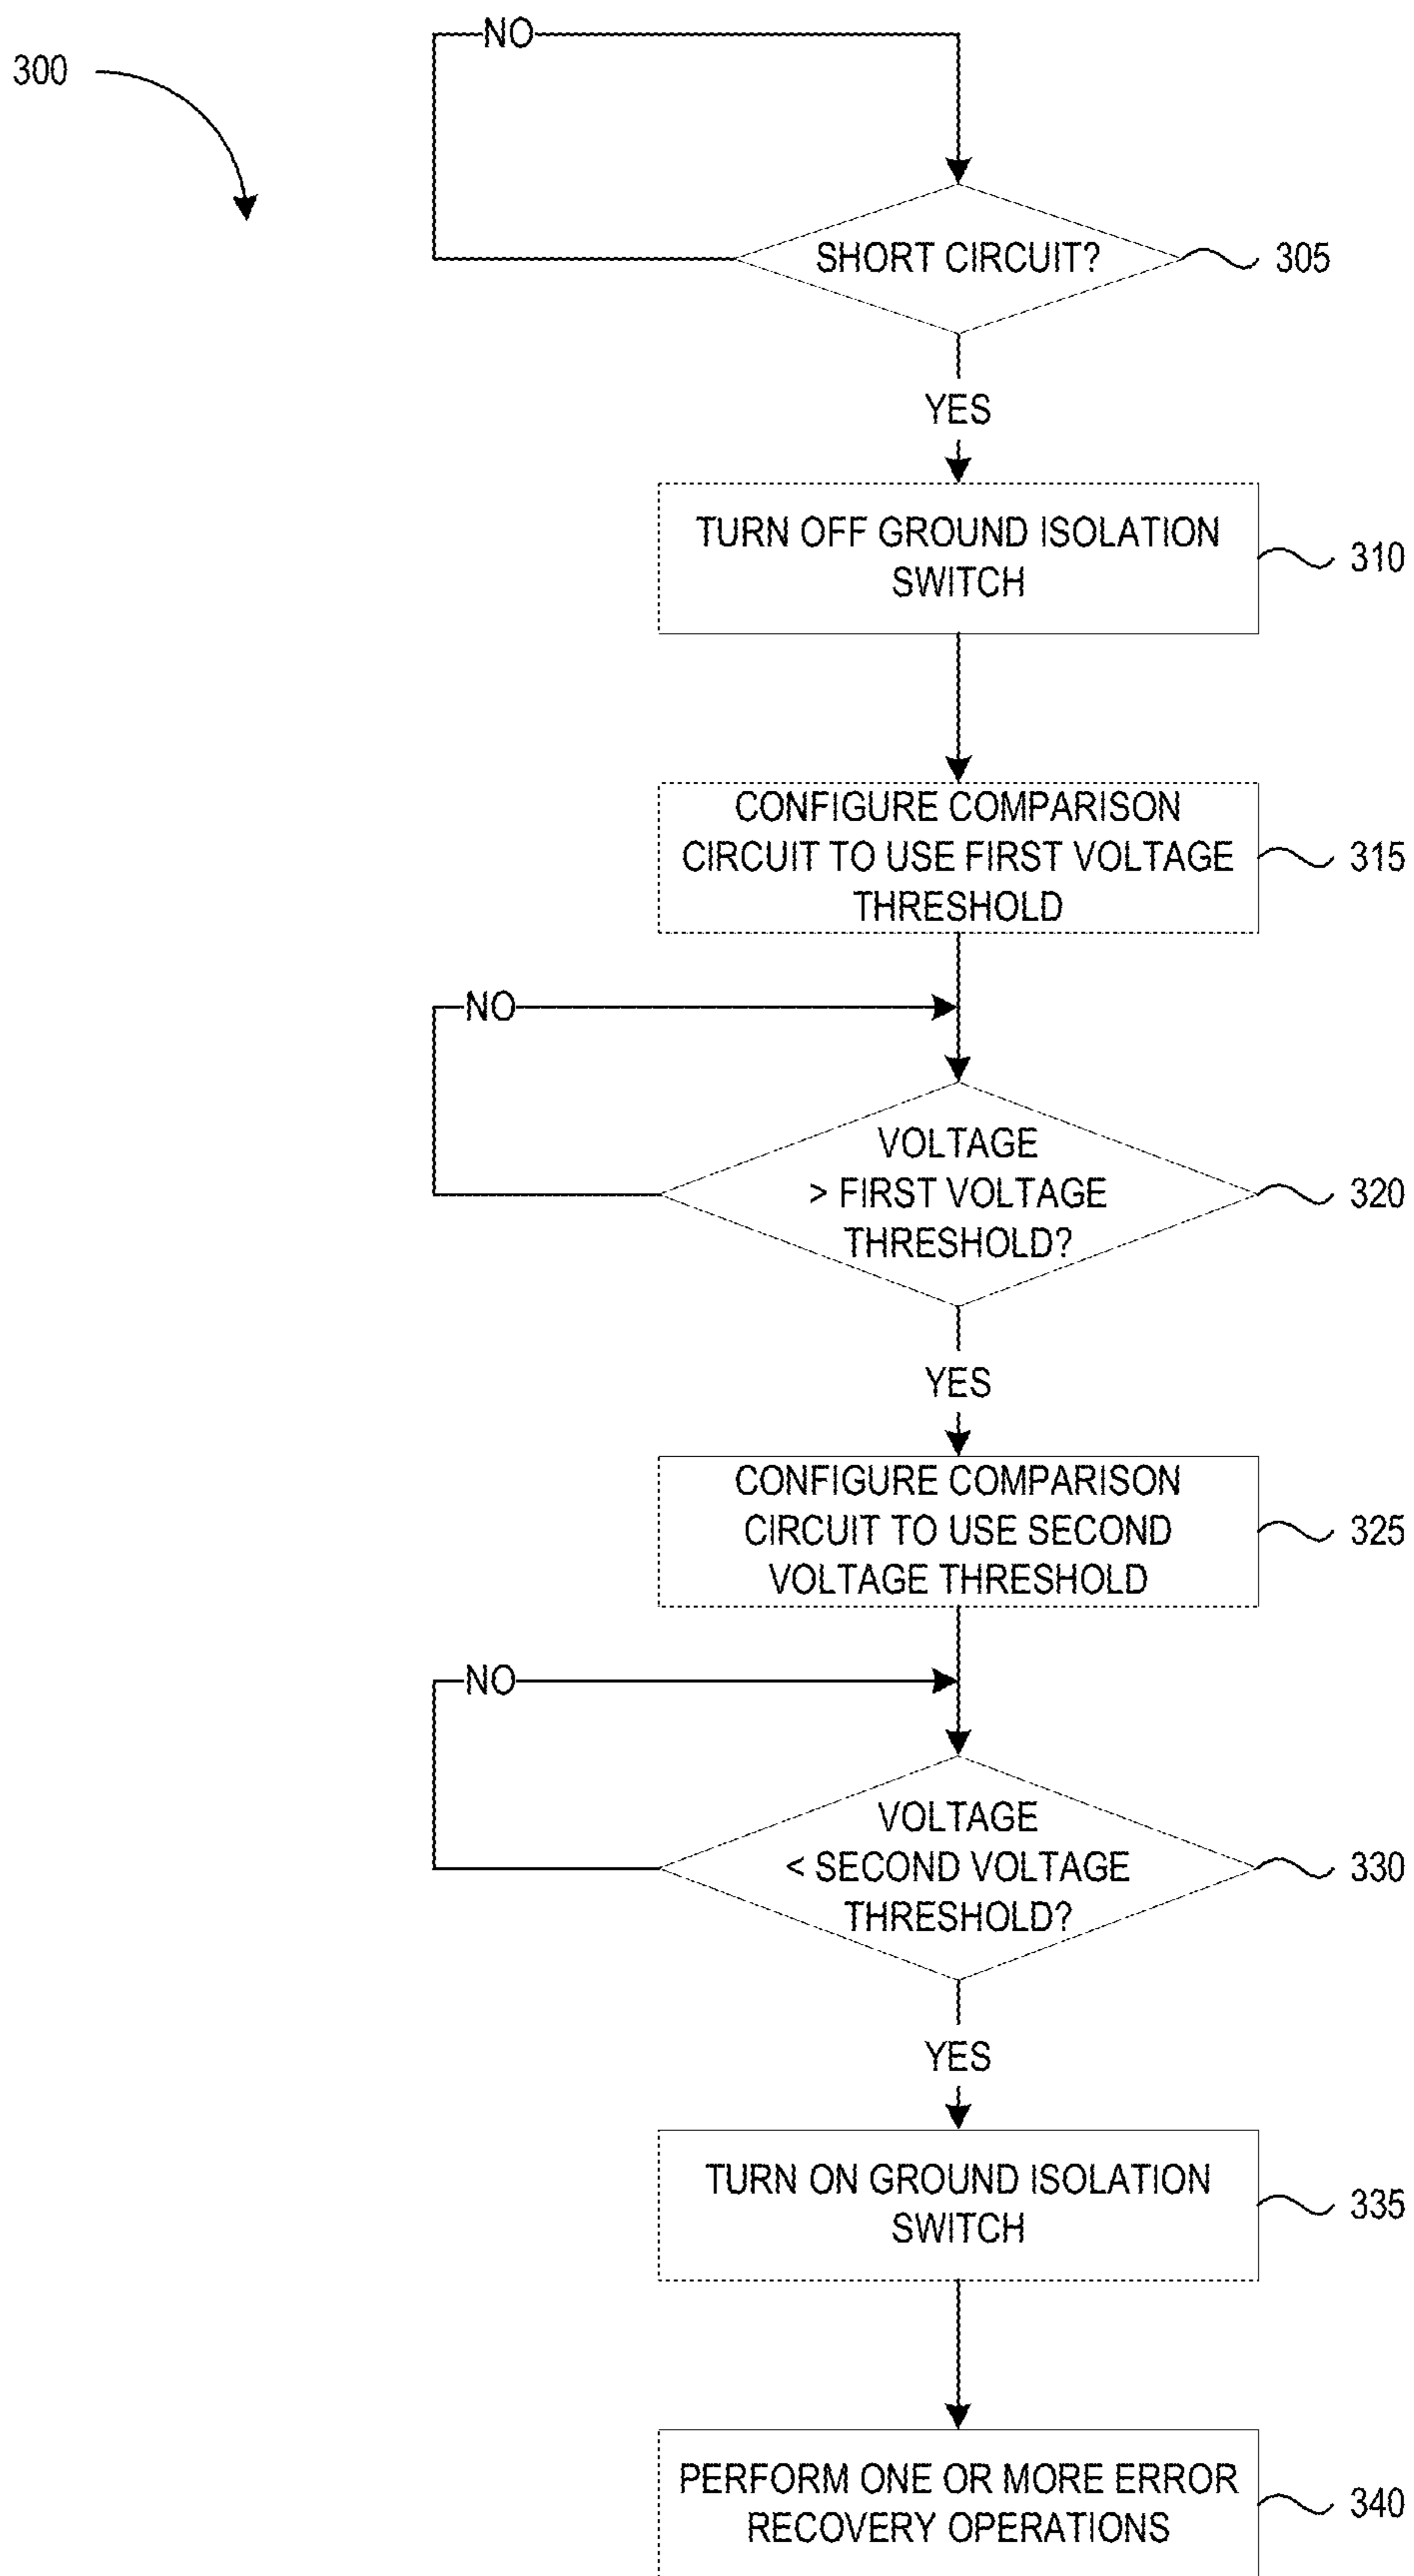 NO
300
SHORT CIRCUIT?
305
YES
TURN OFF GROUND ISOLATION
SWITCH
310
CONFIGURE COMPARISON
CIRCUIT TO USE FIRST VOLTAGE
THRESHOLD
315
NO
VOLTAGE
> FIRST VOLTAGE
THRESHOLD?
320
YES
CONFIGURE COMPARISON
CIRCUIT TO USE SECOND
VOLTAGE THRESHOLD
325
NO
VOLTAGE
< SECOND VOLTAGE
THRESHOLD?
330
YES
TURN ON GROUND ISOLATION
SWITCH
335
PERFORM ONE OR MORE ERROR
RECOVERY OPERATIONS
340